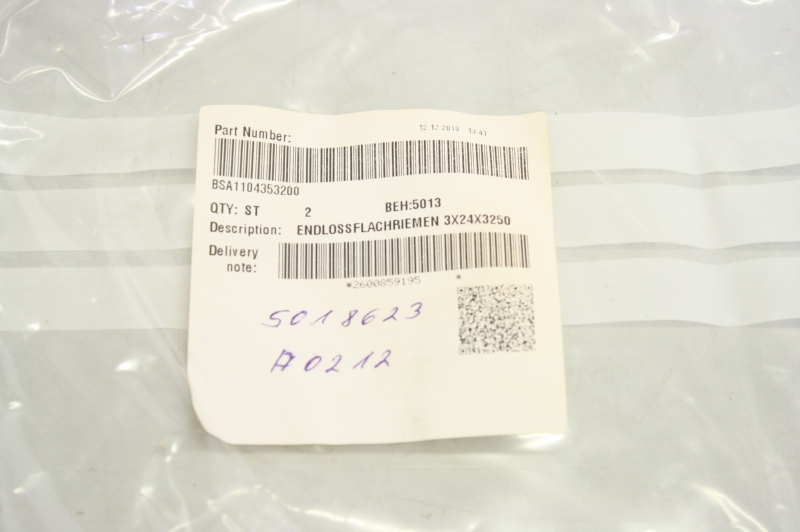 Part Number: 12.12.2014 13:41
BSA1104353200
QTY: ST 2 BEH:5013
Description: ENDLOSSFLACHRIEMEN 3X24X3250
Delivery note:
*2600859195 *
5018623
A0212